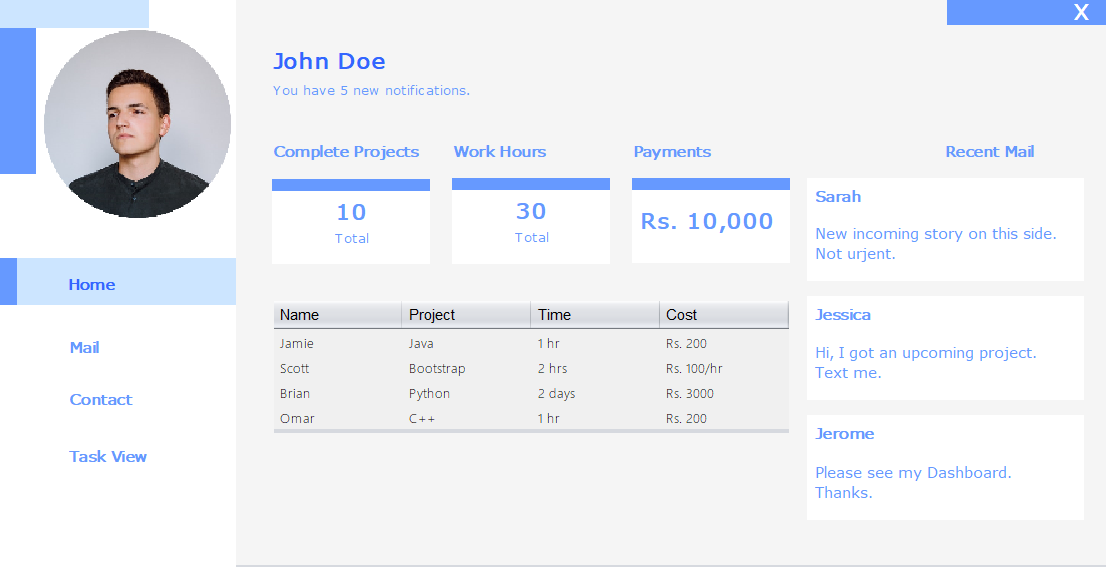 X
John Doe
You have 5 new notifications.
Complete Projects
Work Hours
Payments
Recent Mail
10
Total
30
Total
Rs. 10,000
Sarah
New incoming story on this side.
Not urjent.
Home
Mail
Contact
Task View
Name Project Time Cost
Jamie Java 1 hr Rs. 200
Scott Bootstrap 2 hrs Rs. 100/hr
Brian Python 2 days Rs. 3000
Omar C++ 1 hr Rs. 200
Jessica
Hi, I got an upcoming project.
Text me.
Jerome
Please see my Dashboard.
Thanks.